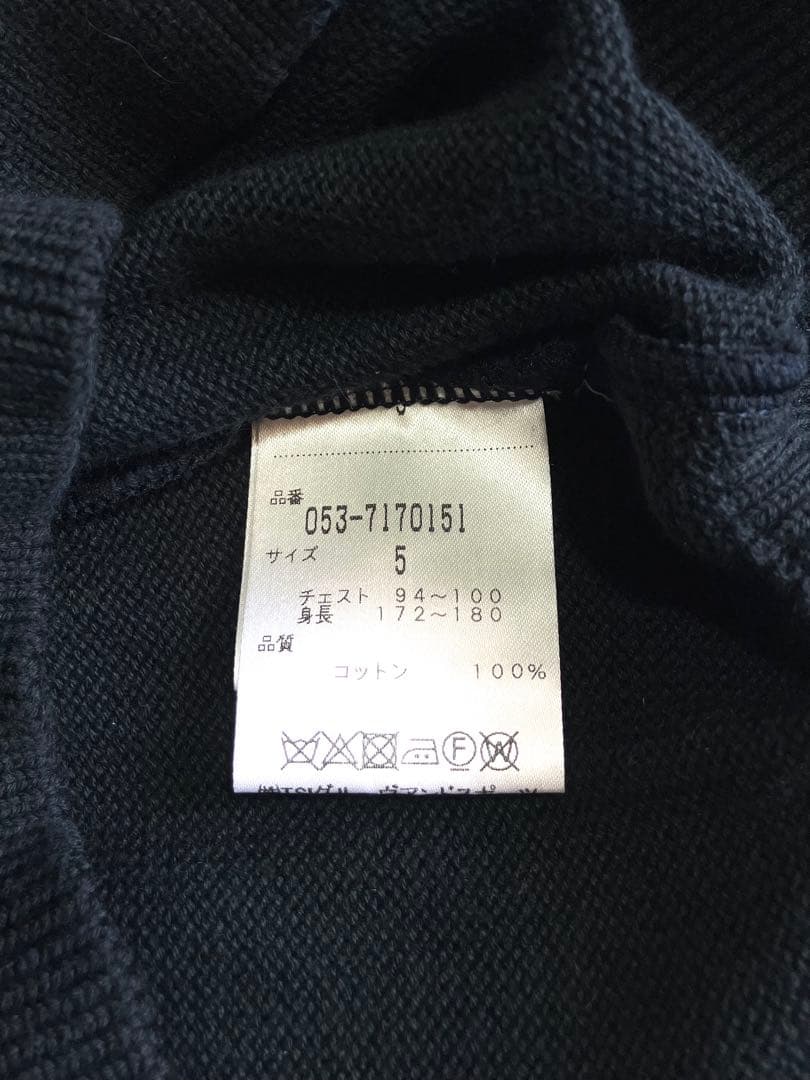 品番
053-7170151
サイズ 5
チェスト 94～100
身長 172～180
品質
コットン 100%
F W